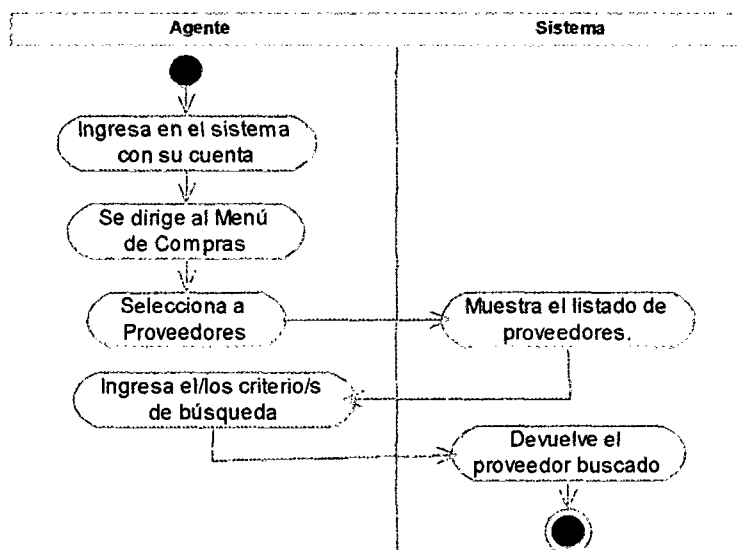 Agente
Sistema
Ingresa en el sistema
con su cuenta
Se dirige al Menú
de Compras
Selecciona a
Proveedores
Muestra el listado de
proveedores.
Ingresa el/los criterio/s
de búsqueda
Devuelve el
proveedor buscado